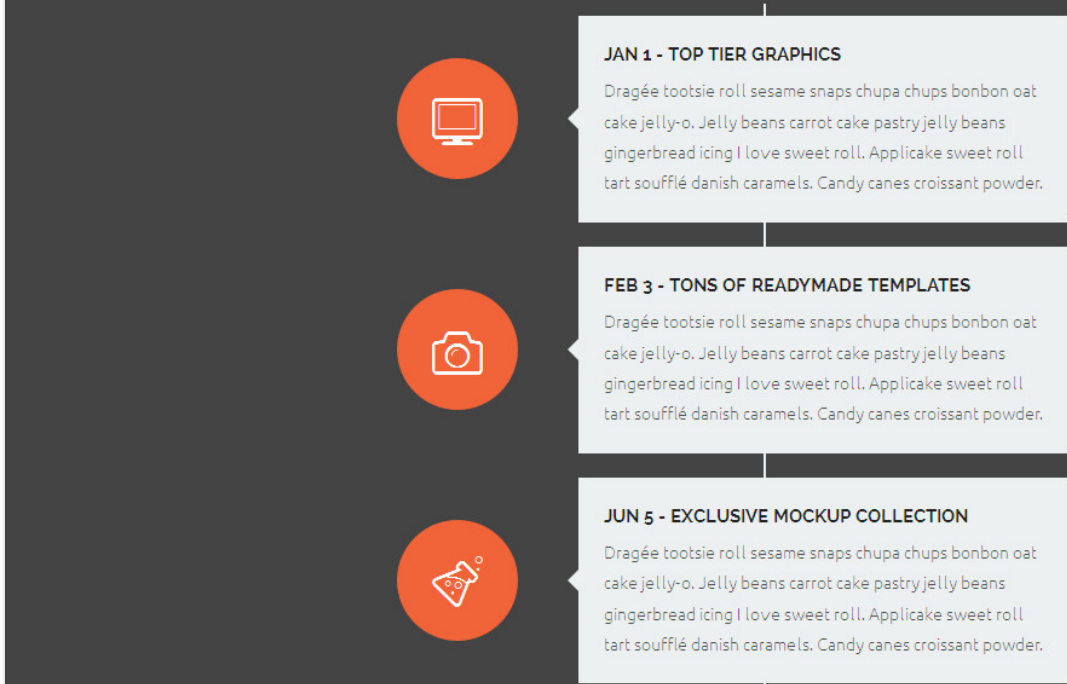 JAN 1 - TOP TIER GRAPHICS
Dragée tootsie roll sesame snaps chupa chups bonbon oat
cake jelly-o. Jelly beans carrot cake pastry jelly beans
gingerbread icing I love sweet roll. Applicake sweet roll
tart soufflé danish caramels. Candy canes croissant powder.
FEB 3 - TONS OF READYMADE TEMPLATES
Dragée tootsie roll sesame snaps chupa chups bonbon oat
cake jelly-o. Jelly beans carrot cake pastry jelly beans
gingerbread icing I love sweet roll. Applicake sweet roll
tart soufflé danish caramels. Candy canes croissant powder.
JUN 5 - EXCLUSIVE MOCKUP COLLECTION
Dragée tootsie roll sesame snaps chupa chups bonbon oat
cake jelly-o. Jelly beans carrot cake pastry jelly beans
gingerbread icing I love sweet roll. Applicake sweet roll
tart soufflé danish caramels. Candy canes croissant powder.